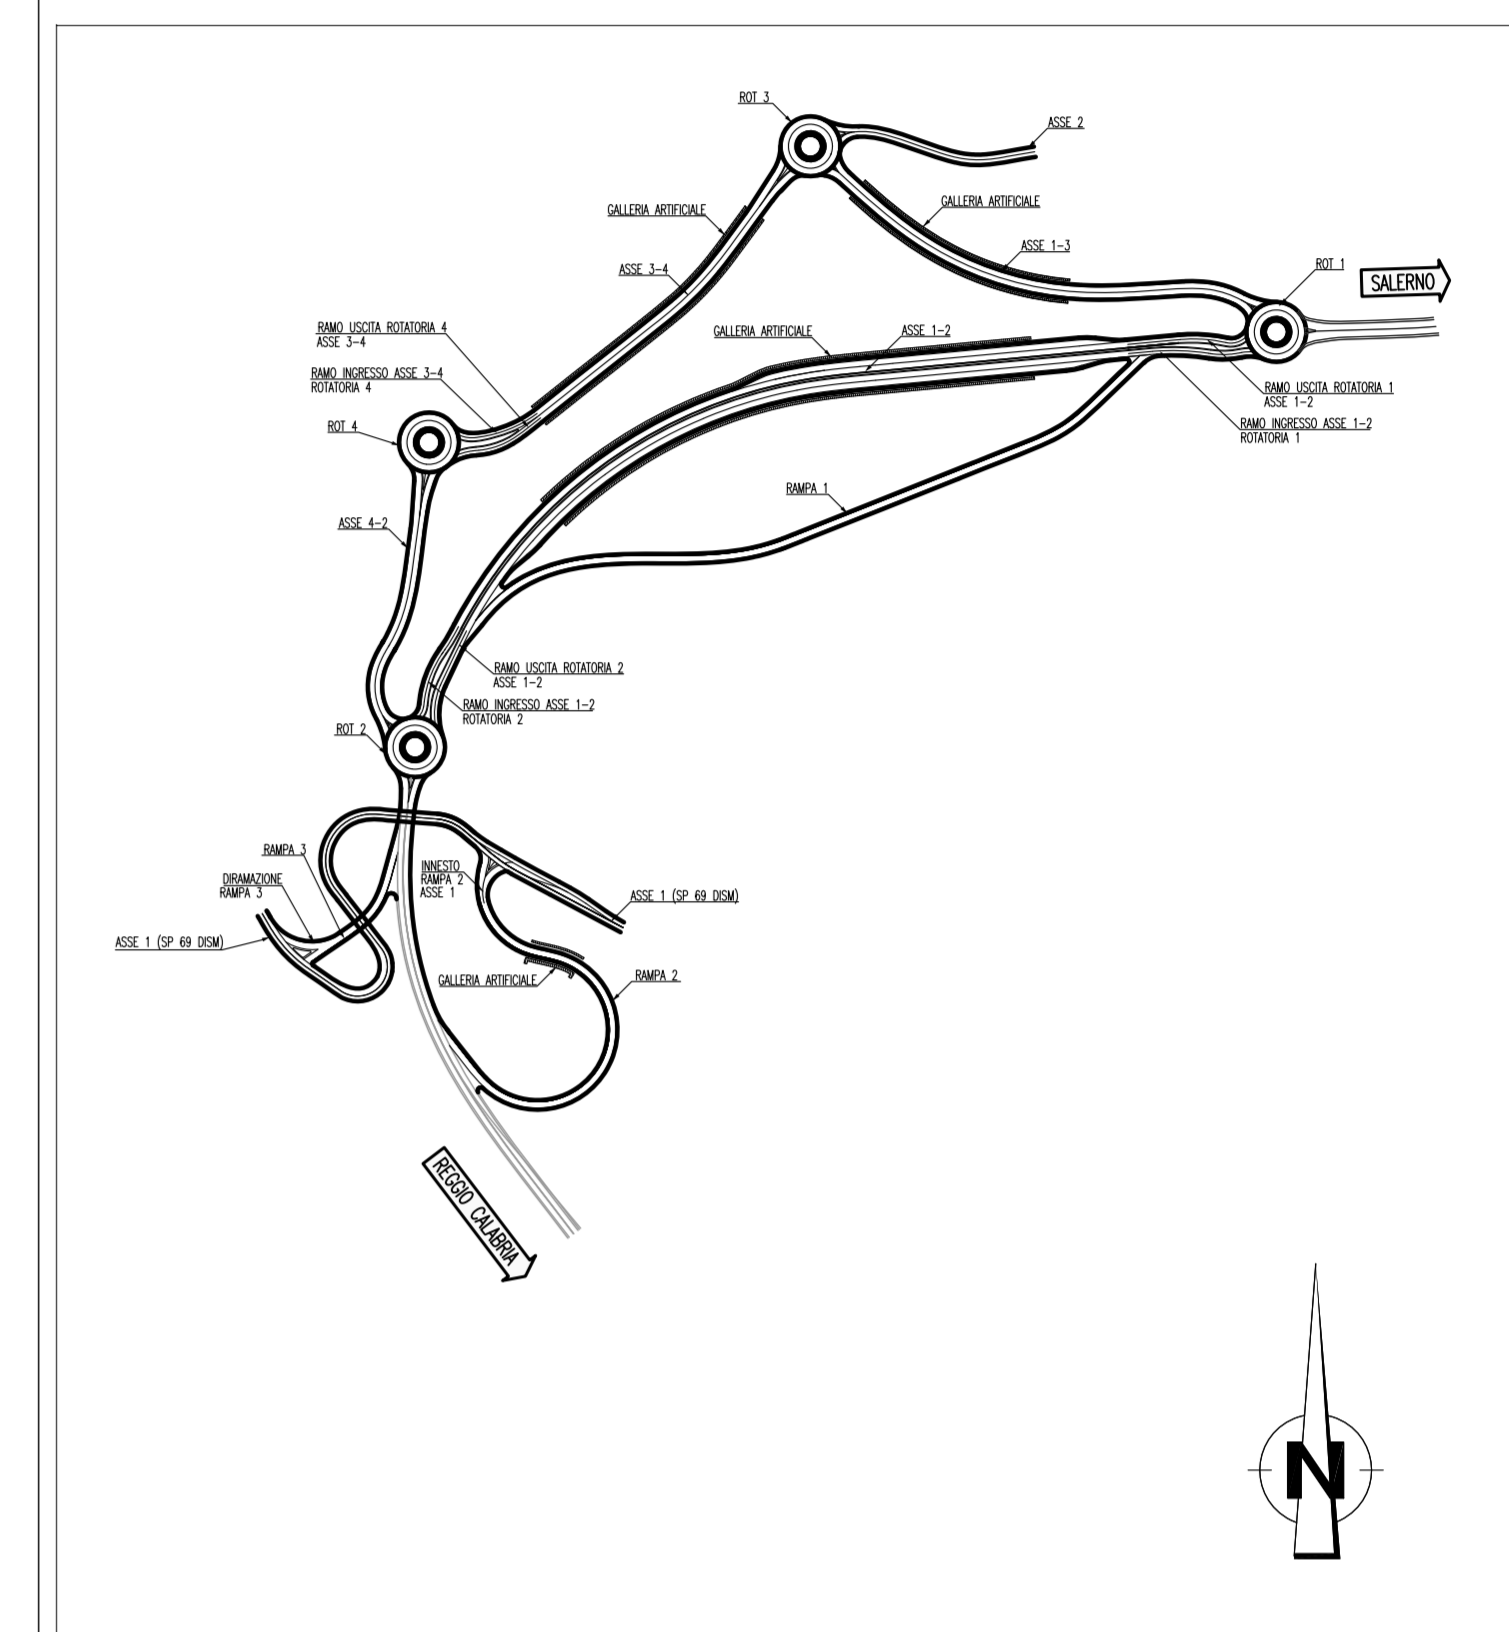 ROT 3
ASSE 2
GALLERIA ARTIFICIALE
GALLERIA ARTIFICIALE
ASSE 1-3
ASSE 3-4
ROT 1
SALERNO
RAMO USCITA ROTATORIA 4
ASSE 3-4
GALLERIA ARTIFICIALE
ASSE 1-2
RAMO INGRESSO ASSE 3-4
ROTATORIA 4
RAMO USCITA ROTATORIA 1
ASSE 1-2
ROT 4
RAMO INGRESSO ASSE 1-2
ROTATORIA 1
RAMPA 1
ASSE 4-2
RAMO USCITA ROTATORIA 2
ASSE 1-2
RAMO INGRESSO ASSE 1-2
ROTATORIA 2
ROT 2
RAMPA 3
INNESTO
RAMPA 2
ASSE 1
DIRAMAZIONE
RAMPA 3
ASSE 1 (SP 69 DISM)
ASSE 1 (SP 69 DISM)
GALLERIA ARTIFICIALE
RAMPA 2
REGGIO CALABRIA
N